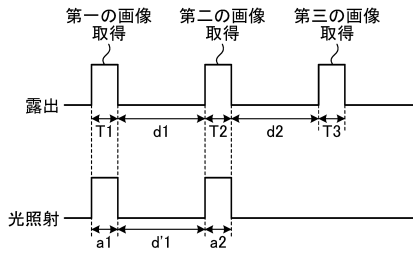 第一の画像
取得
第二の画像
取得
第三の画像
取得
露出
T1
d1
T2
d2
T3
光照射
a1
d'1
a2